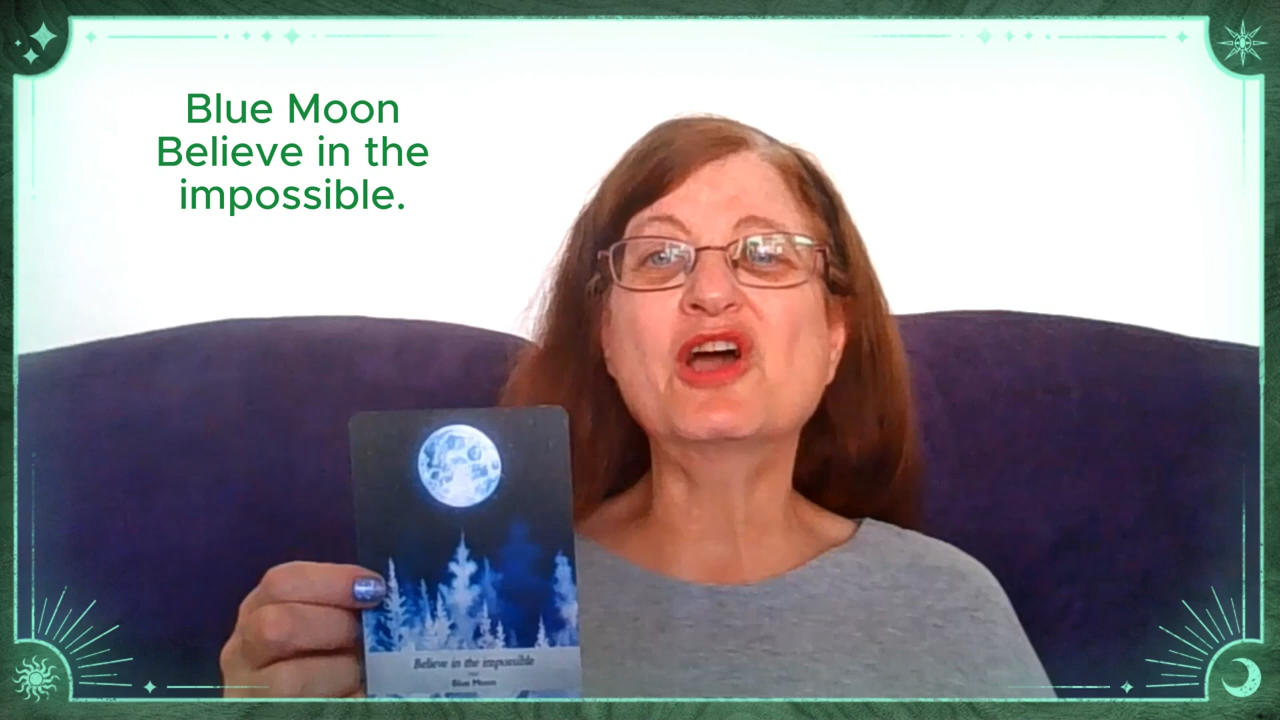 Blue Moon
Believe in the
impossible.
Believe in the impossible
Blue Moon